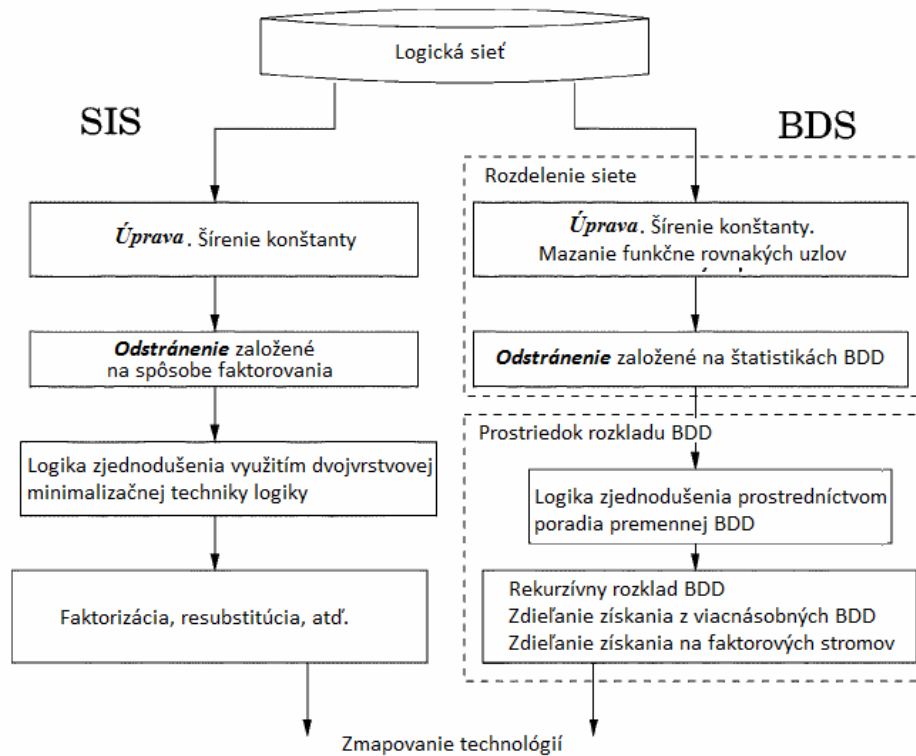 Logická sieť
SIS
BDS
Úprava. Šírenie konštanty
Odstránenie založené
na spôsobe faktorovania
Logika zjednodušenia využitím dvojvrstvovej
minimalizačnej techniky logiky
Faktorizácia, resubstitúcia, atď.
Rozdelenie siete
Úprava. Šírenie konštanty.
Mazanie funkčne rovnakých uzlov
Odstránenie založené na štatistikách BDD
Prostriedok rozkladu BDD
Logika zjednodušenia prostredníctvom
poradia premennej BDD
Rekurzívny rozklad BDD
Zdieľanie získania z viacnásobných BDD
Zdieľanie získania na faktorových stromov
Zmapovanie technológií